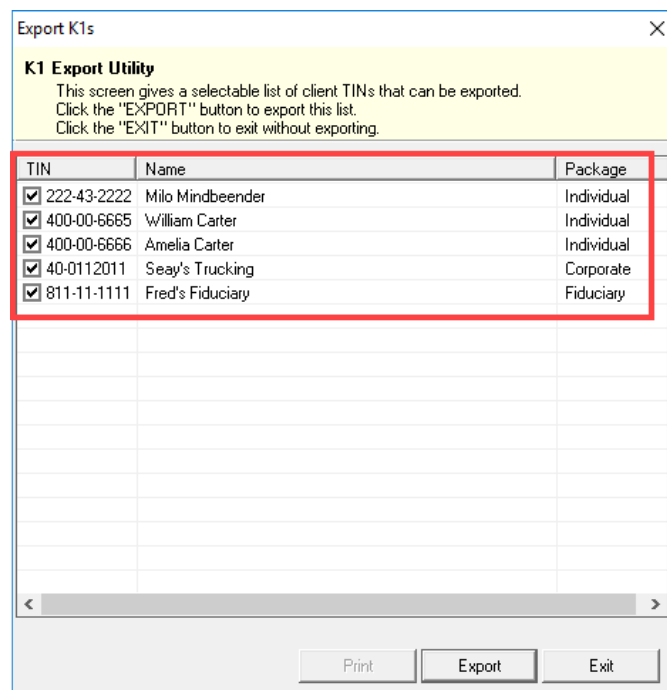 Export K1s
K1 Export Utility
This screen gives a selectable list of client TINs that can be exported.
Click the "EXPORT" button to export this list.
Click the "EXIT" button to exit without exporting.
TIN Name Package
222-43-2222 Milo Mindbeender Individual
400-00-6665 William Carter Individual
400-00-6666 Amelia Carter Individual
40-0112011 Seay's Trucking Corporate
811-11-1111 Fred's Fiduciary Fiduciary
Print Export Exit